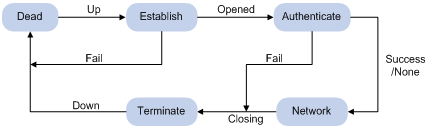 Dead
Up
Establish
Opened
Authenticate
Fail
Fail
Success
/None
Down
Terminate
Closing
Network